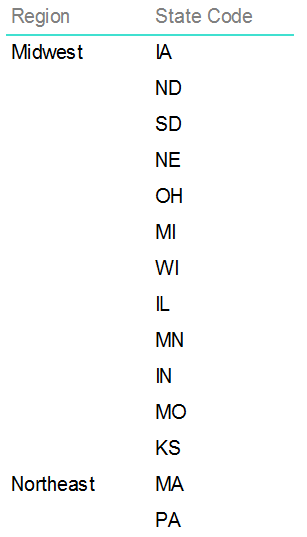 Region State Code
Midwest IA
ND
SD
NE
OH
MI
WI
IL
MN
IN
MO
KS
Northeast MA
PA